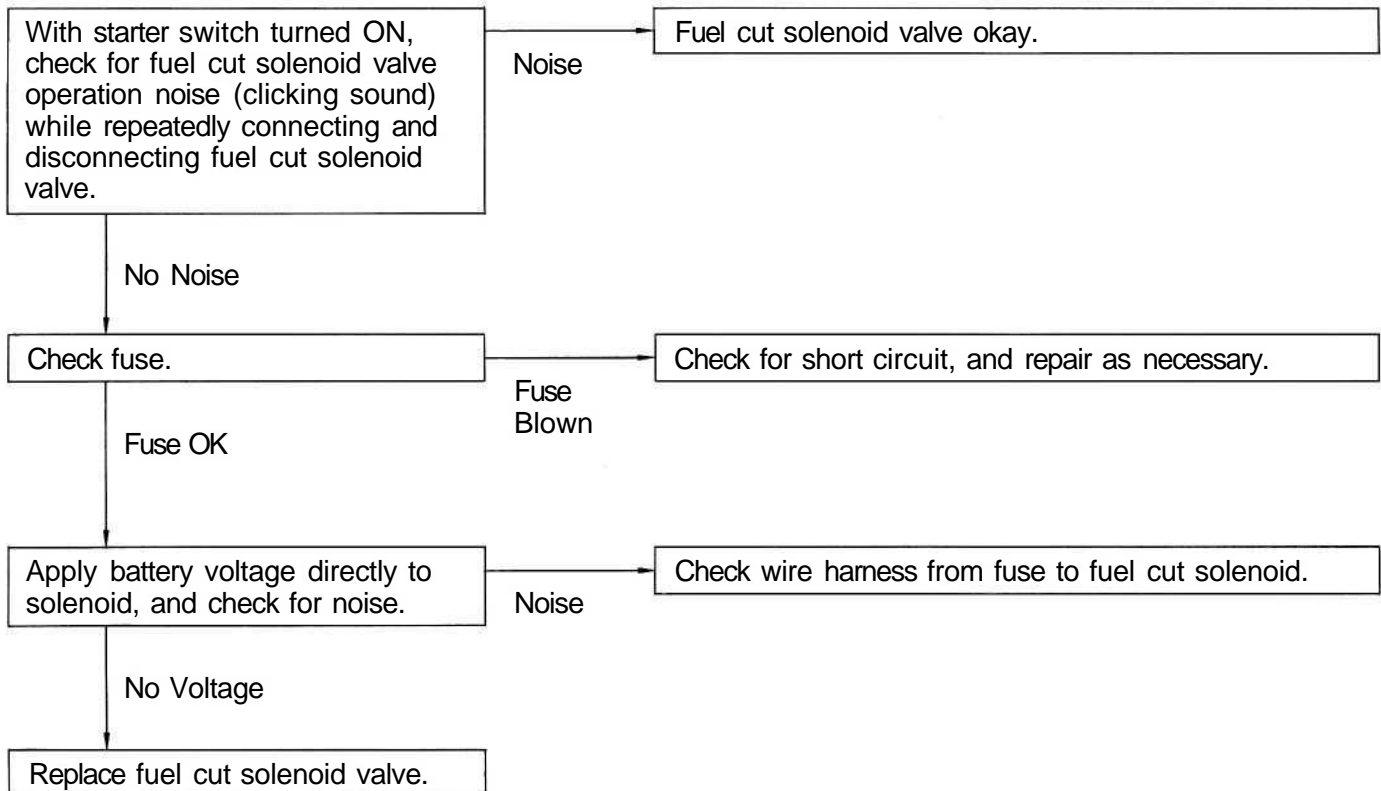 With starter switch turned ON,
check for fuel cut solenoid valve
operation noise (clicking sound)
while repeatedly connecting and
disconnecting fuel cut solenoid
valve.
Noise
Fuel cut solenoid valve okay.
No Noise
Check fuse.
Fuse
Blown
Check for short circuit, and repair as necessary.
Fuse OK
Apply battery voltage directly to
solenoid, and check for noise.
Noise
Check wire harness from fuse to fuel cut solenoid.
No Voltage
Replace fuel cut solenoid valve.